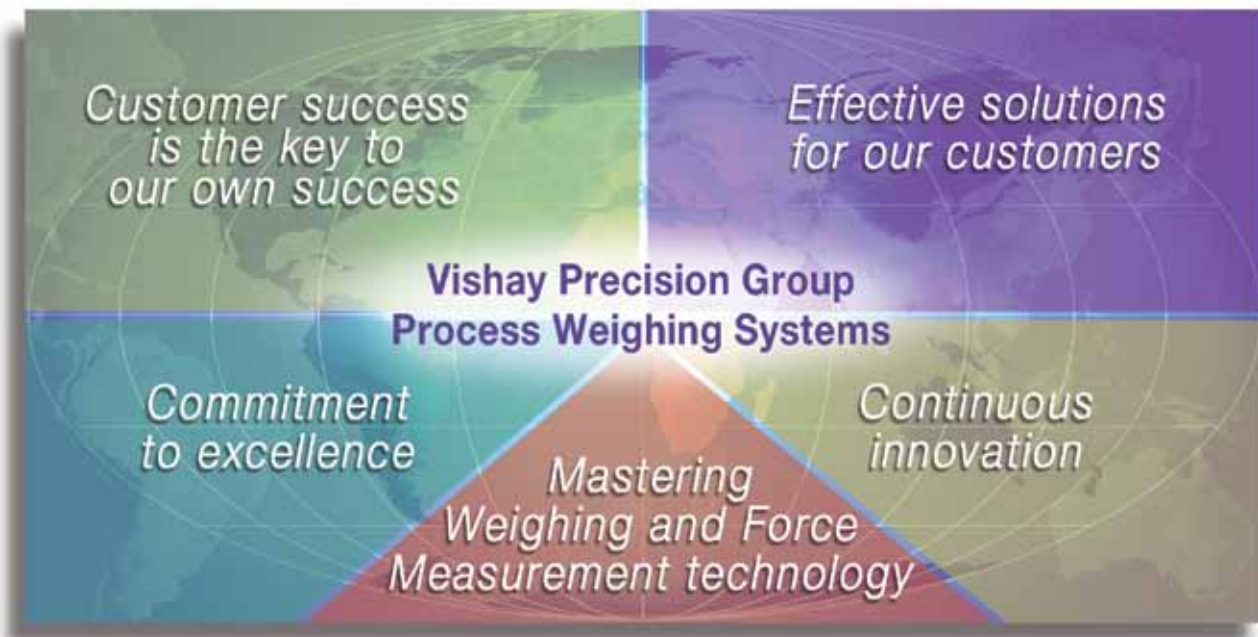 Customer success
is the key to
our own success
Effective solutions
for our customers
Vishay Precision Group
Process Weighing Systems
Commitment
to excellence
Continuous
innovation
Mastering
Weighing and Force
Measurement technology